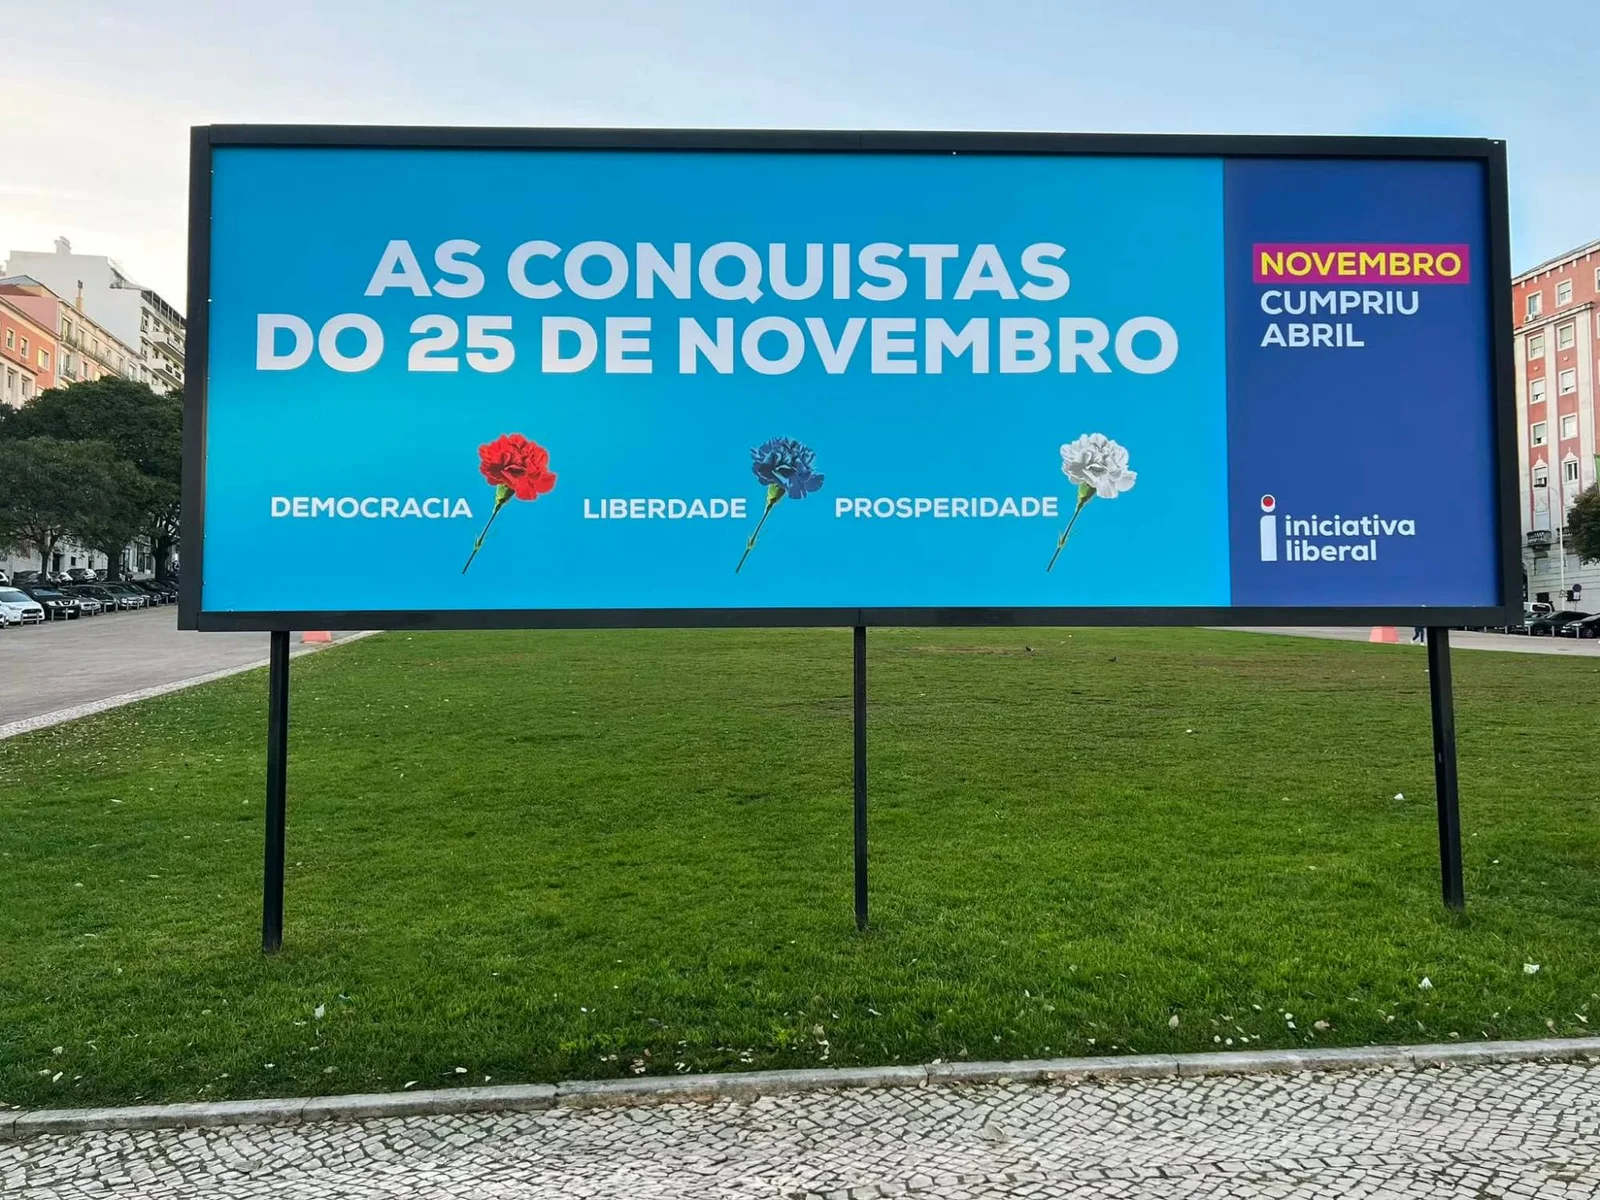 AS CONQUISTAS
DO 25 DE NOVEMBRO
DEMOCRACIA LIBERDADE PROSPERIDADE
NOVEMBRO
CUMPRIU
ABRIL
iniciativa
liberal